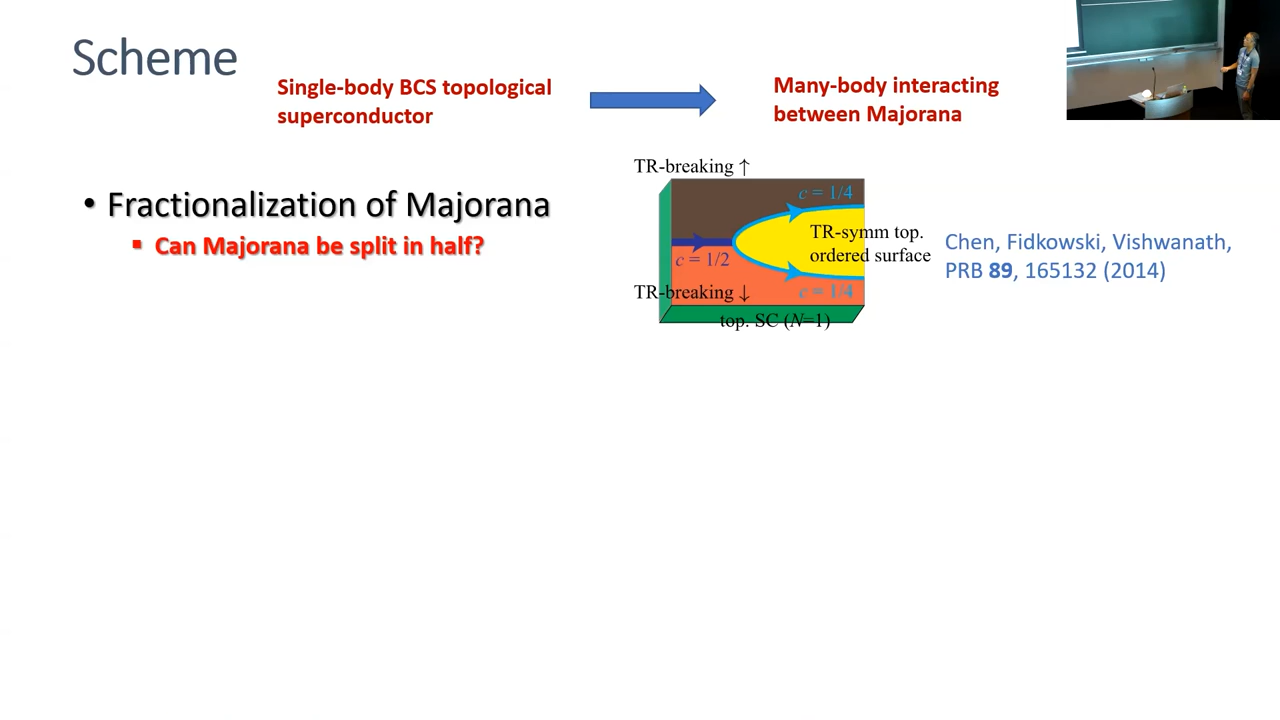 Scheme
Single-body BCS topological
superconductor
Many-body interacting
between Majorana
• Fractionalization of Majorana
▪ Can Majorana be split in half?
TR-breaking ↑
c = 1/4
TR-symm top.
ordered surface
c = 1/2
TR-breaking ↓
c = 1/4
top. SC (N=1)
Chen, Fidkowski, Vishwanath,
PRB 89, 165132 (2014)